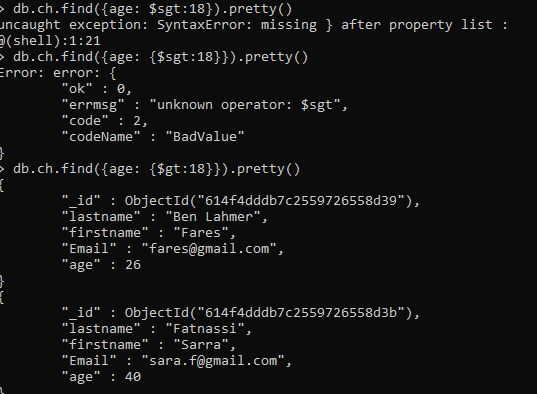 > db.ch.find({age: $sgt:18}).pretty()
uncaught exception: SyntaxError: missing } after property list :
@(shell):1:21
> db.ch.find({age: {$sgt:18}}).pretty()
Error: error: {
"ok" : 0,
"errmsg" : "unknown operator: $sgt",
"code" : 2,
"codeName" : "BadValue"
}
> db.ch.find({age: {$gt:18}}).pretty()
{
"_id" : ObjectId("614f4dddb7c2559726558d39"),
"lastname" : "Ben Lahmer",
"firstname" : "Fares",
"Email" : "fares@gmail.com",
"age" : 26
}
{
"_id" : ObjectId("614f4dddb7c2559726558d3b"),
"lastname" : "Fatnassi",
"firstname" : "Sarra",
"Email" : "sara.f@gmail.com",
"age" : 40
}